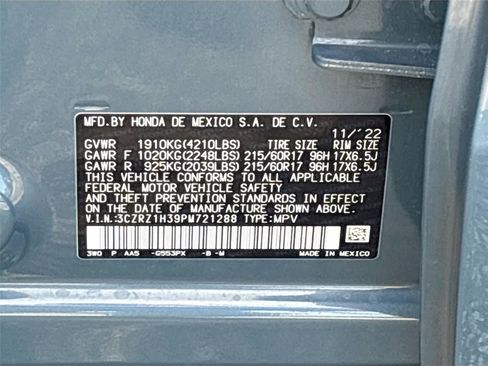 MFD.BY HONDA DE MEXICO S.A. DE C.V.
11/'22
GVWR 1910KG(4210LBS) TIRE SIZE RIM SIZE
GAWR F 1020KG(2248LBS) 215/60R17 96H 17X6.5J
GAWR R 925KG(2039LBS) 215/60R17 96H 17X6.5J
THIS VEHICLE CONFORMS TO ALL APPLICABLE
FEDERAL MOTOR VEHICLE SAFETY
AND THEFT PREVENTION STANDARDS IN EFFECT ON
THE DATE OF MANUFACTURE SHOWN ABOVE.
V.I.N:3CZRZ1H39PM721288 TYPE:MPV
3W0 P AA5 -G553PX -B -M MADE IN MEXICO